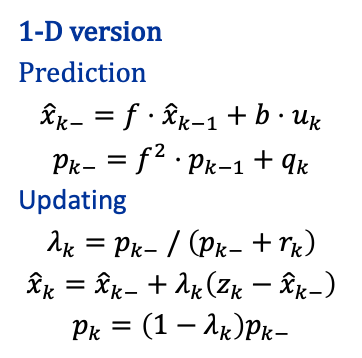 1-D version
Prediction
x̂ₖ₋ = f · x̂ₖ₋₁ + b · uₖ
pₖ₋ = f² · pₖ₋₁ + qₖ
Updating
λₖ = pₖ₋ / (pₖ₋ + rₖ)
x̂ₖ = x̂ₖ₋ + λₖ(zₖ − x̂ₖ₋)
pₖ = (1 − λₖ)pₖ₋